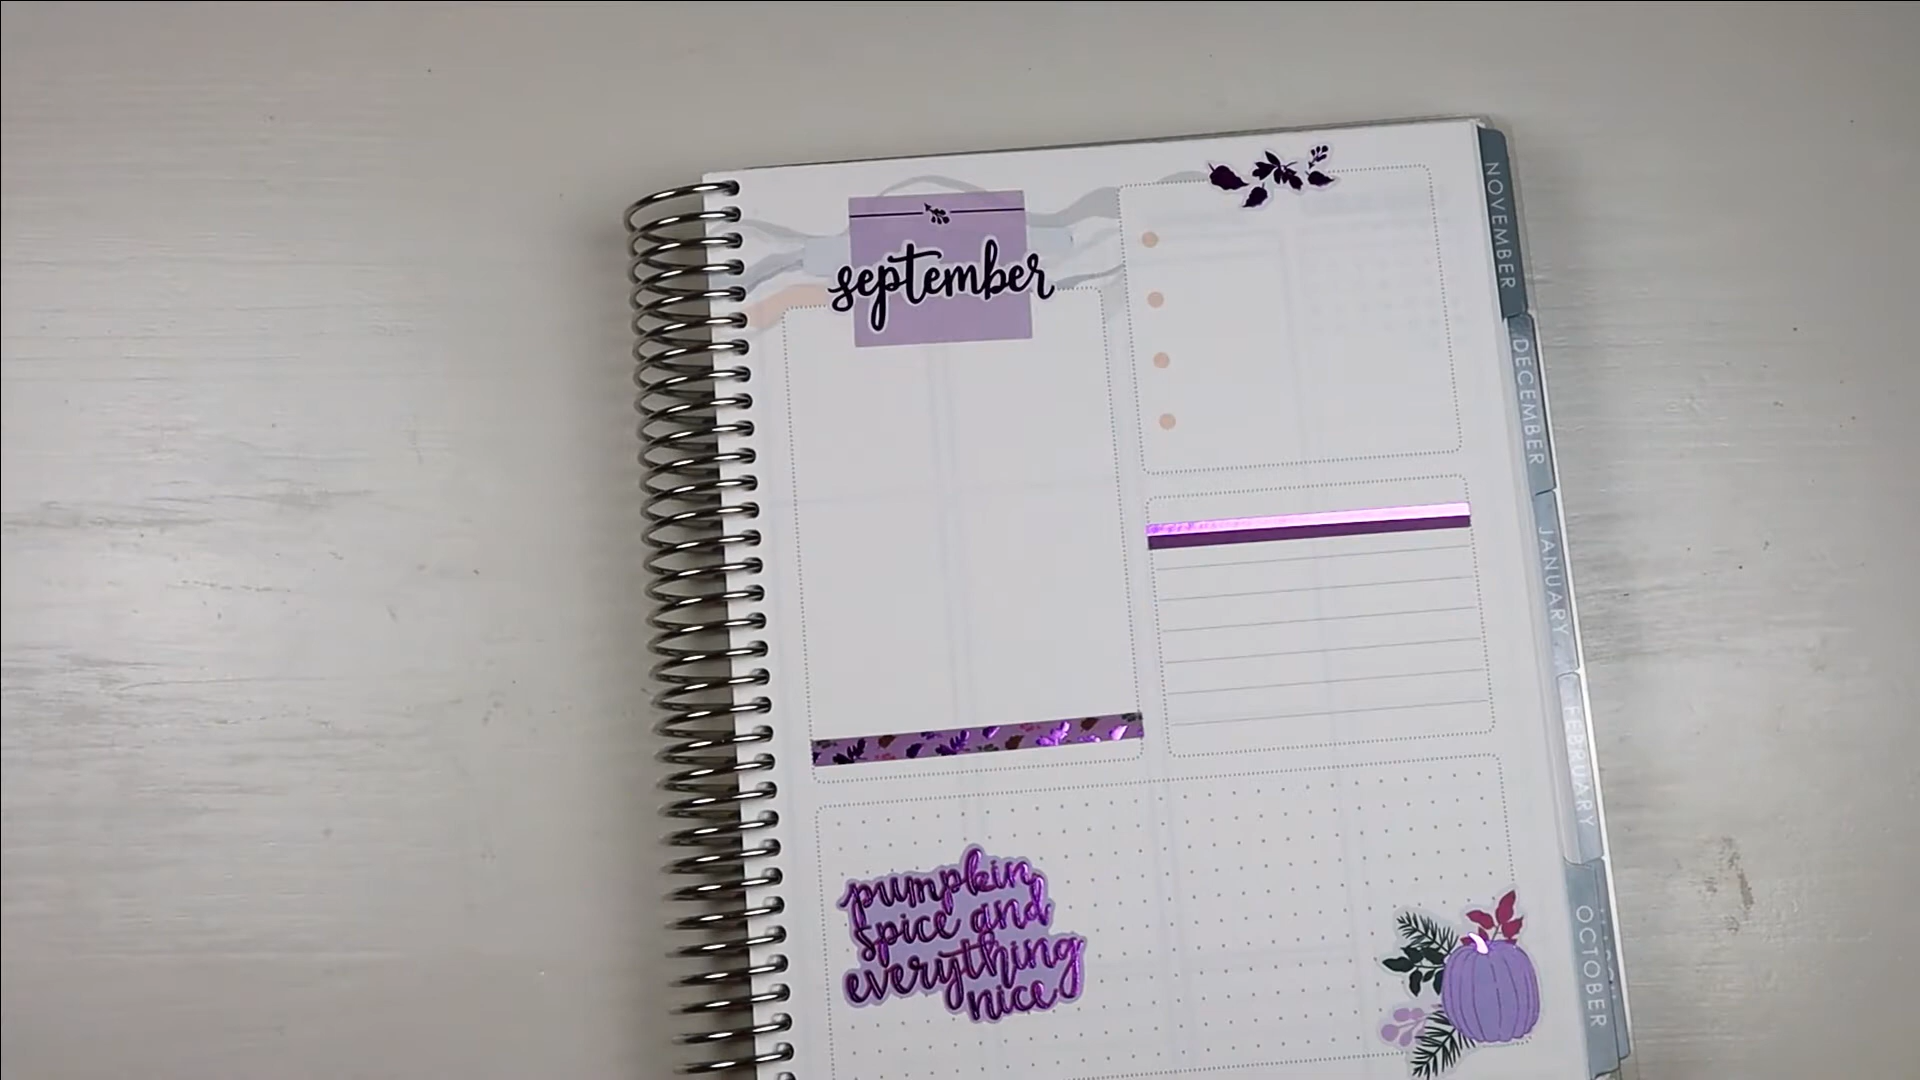 september
pumpkin
spice and
everything
nice
NOVEMBER
DECEMBER
JANUARY
FEBRUARY
OCTOBER